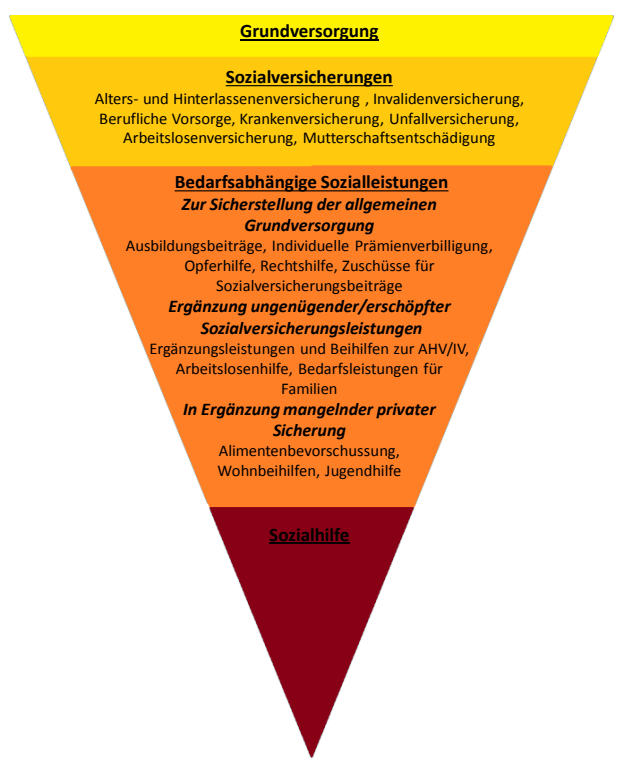 Grundversorgung
Sozialversicherungen
Alters- und Hinterlassenenversicherung , Invalidenversicherung,
Berufliche Vorsorge, Krankenversicherung, Unfallversicherung,
Arbeitslosenversicherung, Mutterschaftsentschädigung
Bedarfsabhängige Sozialleistungen
Zur Sicherstellung der allgemeinen
Grundversorgung
Ausbildungsbeiträge, Individuelle Prämienverbilligung,
Opferhilfe, Rechtshilfe, Zuschüsse für
Sozialversicherungsbeiträge
Ergänzung ungenügender/erschöpfter
Sozialversicherungsleistungen
Ergänzungsleistungen und Beihilfen zur AHV/IV,
Arbeitslosenhilfe, Bedarfsleistungen für
Familien
In Ergänzung mangelnder privater
Sicherung
Alimentenbevorschussung,
Wohnbeihilfen, Jugendhilfe
Sozialhilfe